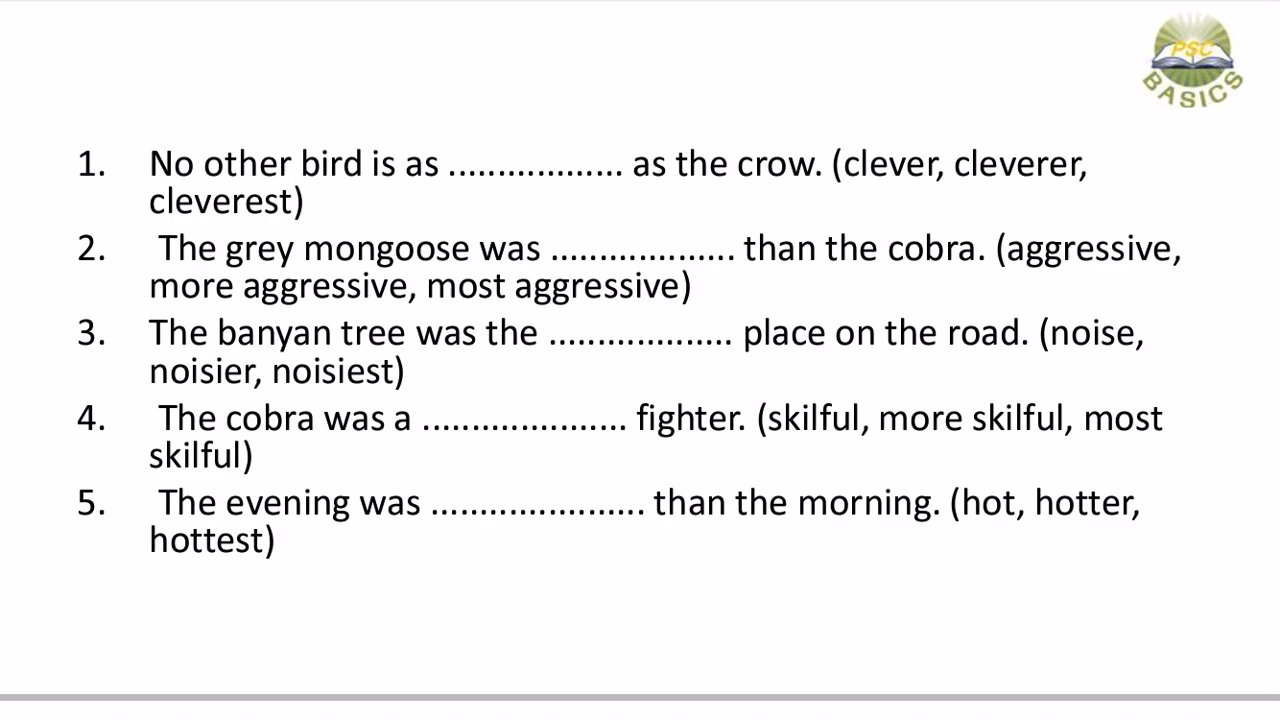 PSC
BASICS
1. No other bird is as .................. as the crow. (clever, cleverer,
cleverest)
2. The grey mongoose was ................... than the cobra. (aggressive,
more aggressive, most aggressive)
3. The banyan tree was the ................... place on the road. (noise,
noisier, noisiest)
4. The cobra was a ..................... fighter. (skilful, more skilful, most
skilful)
5. The evening was ...................... than the morning. (hot, hotter,
hottest)